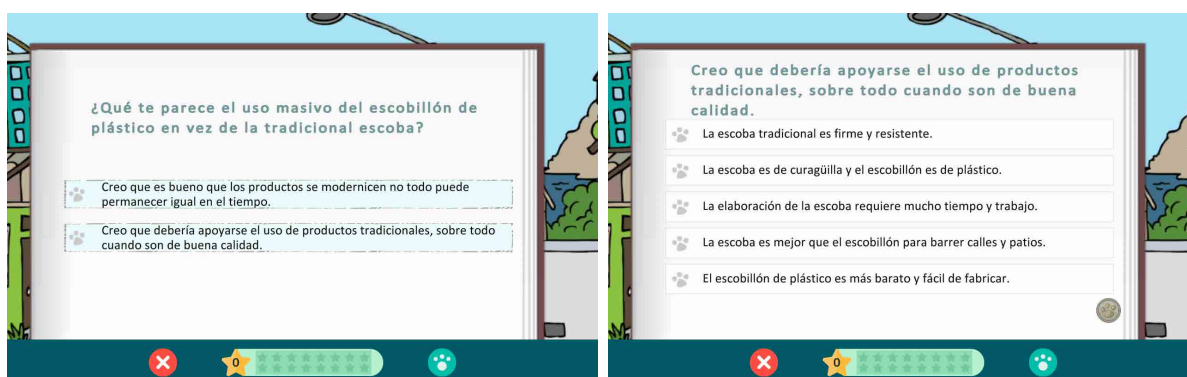 ¿Qué te parece el uso masivo del escobillón de
plástico en vez de la tradicional escoba?
Creo que es bueno que los productos se modernicen no todo puede
permanecer igual en el tiempo.
Creo que debería apoyarse el uso de productos tradicionales, sobre todo
cuando son de buena calidad.
0
Creo que debería apoyarse el uso de productos
tradicionales, sobre todo cuando son de buena
calidad.
La escoba tradicional es firme y resistente.
La escoba es de curagüilla y el escobillón es de plástico.
La elaboración de la escoba requiere mucho tiempo y trabajo.
La escoba es mejor que el escobillón para barrer calles y patios.
El escobillón de plástico es más barato y fácil de fabricar.
0